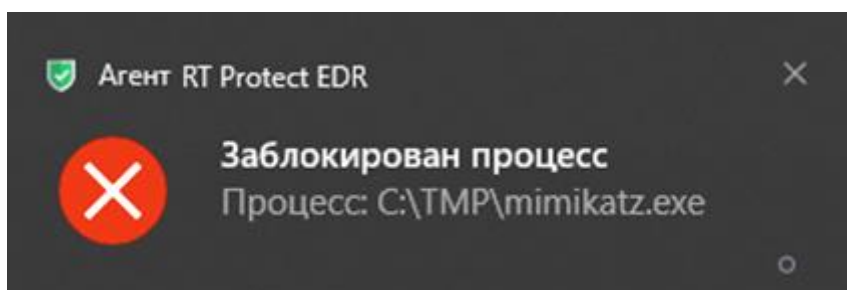 Агент RT Protect EDR
Заблокирован процесс
Процесс: C:\TMP\mimikatz.exe